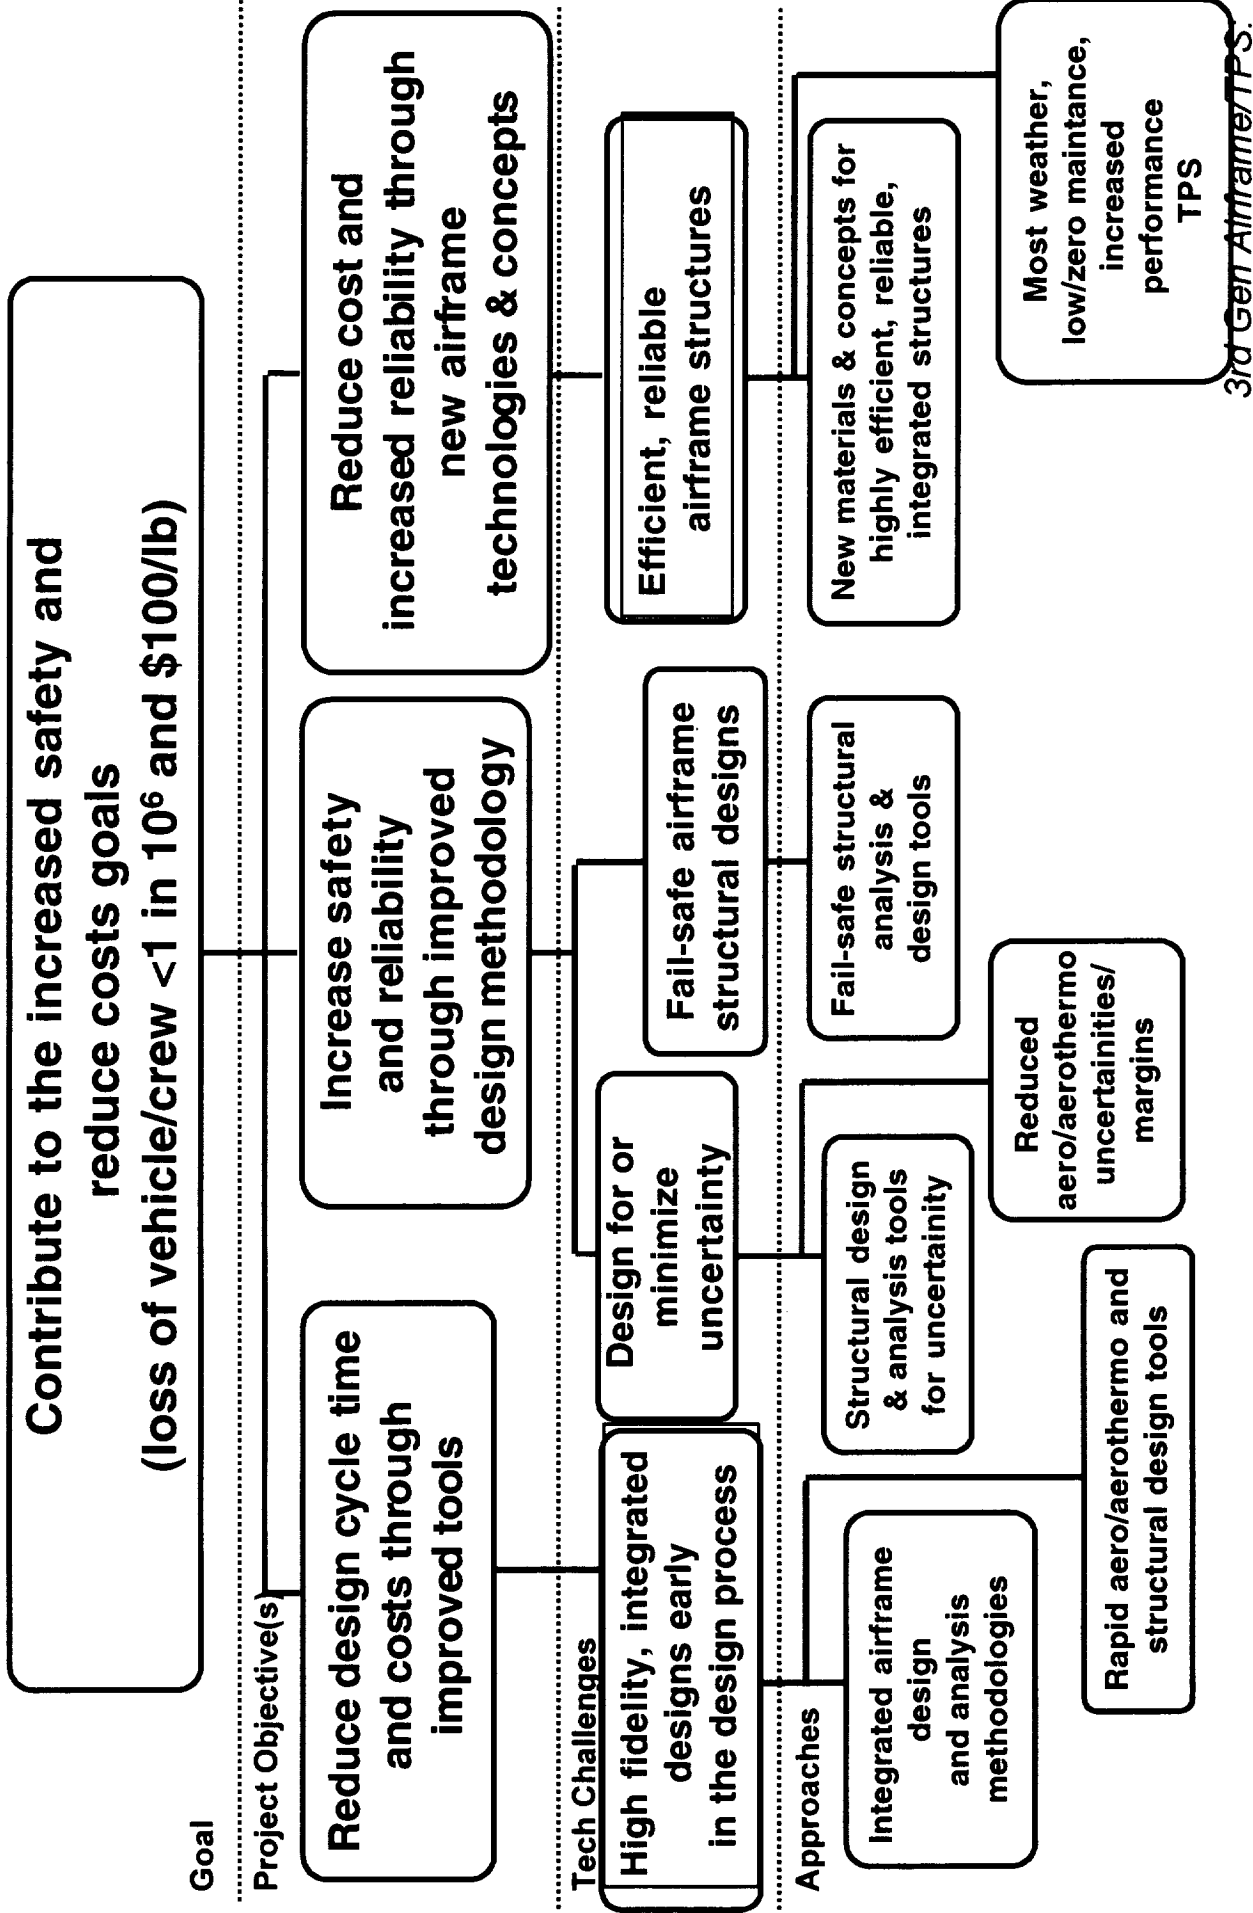 Contribute to the increased safety and
reduce costs goals
(loss of vehicle/crew <1 in 10⁶ and $100/lb)
Goal
Project Objective(s)
Reduce design cycle time
and costs through
improved tools
Increase safety
and reliability
through improved
design methodology
Reduce cost and
increased reliability through
new airframe
technologies & concepts
Tech Challenges
High fidelity, integrated
designs early
in the design process
Design for or
minimize
uncertainty
Fail-safe airframe
structural designs
Efficient, reliable
airframe structures
Approaches
Integrated airframe
design
and analysis
methodologies
Rapid aero/aerothermo and
structural design tools
Structural design
& analysis tools
for uncertainity
Reduced
aero/aerothermo
uncertainities/
margins
Fail-safe structural
analysis &
design tools
New materials & concepts for
highly efficient, reliable,
integrated structures
Most weather,
low/zero maintance,
increased
performance
TPS
3rd Gen Airframe/TPS.